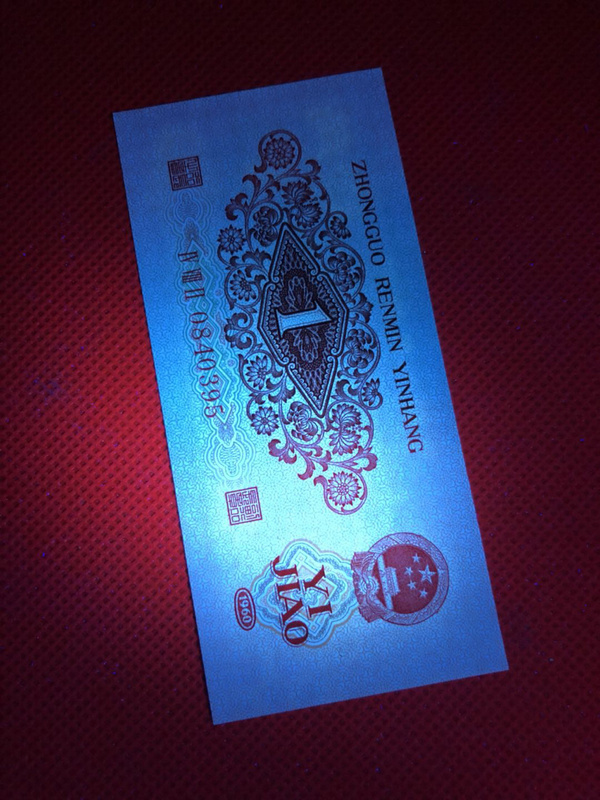 ZHONGGUO RENMIN YINHANG
1
0840395
YI
JIAO
1960